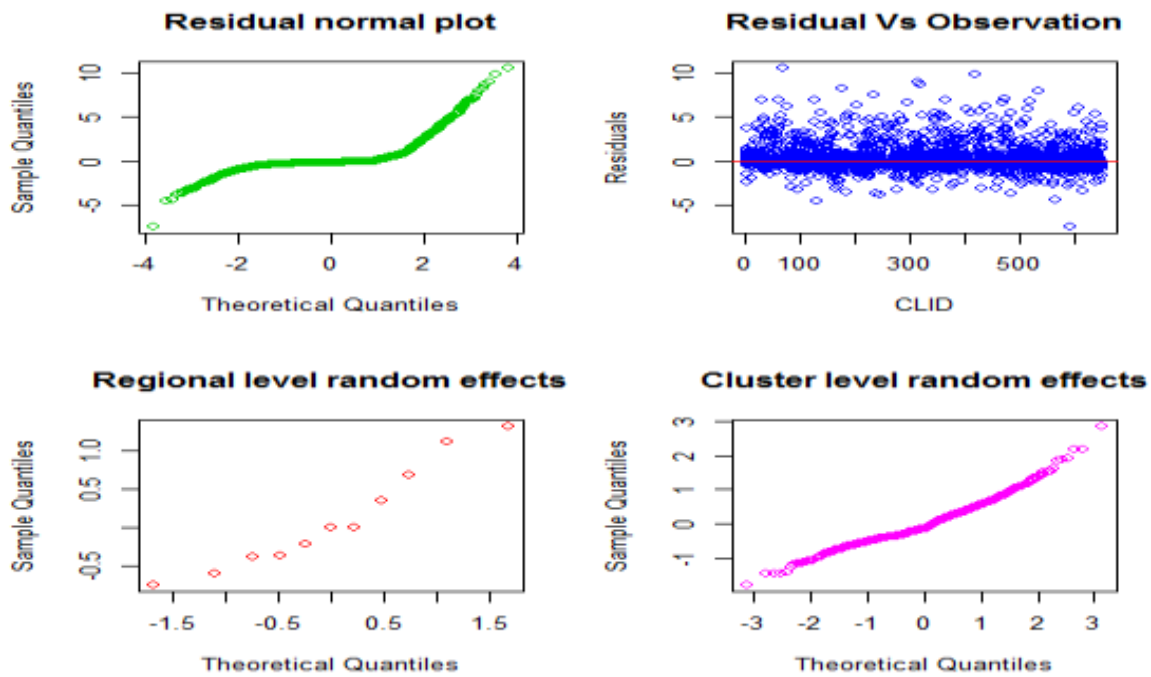 Residual normal plot
Sample Quantiles
10
5
0
-5
-4 -2 0 2 4
Theoretical Quantiles
Residual Vs Observation
Residuals
10
5
0
-5
0 100 300 500
CLID
Regional level random effects
Sample Quantiles
1.0
0.5
-0.5
-1.5 -0.5 0.5 1.5
Theoretical Quantiles
Cluster level random effects
Sample Quantiles
3
2
1
0
-1
-3 -2 -1 0 1 2 3
Theoretical Quantiles